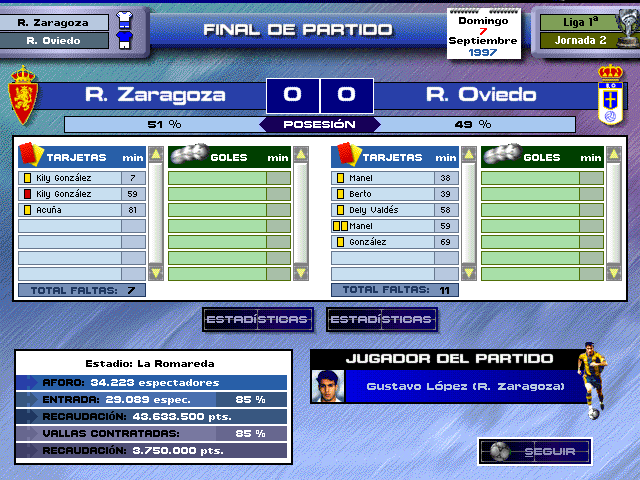 R. Zaragoza
R. Oviedo
FINAL DE PARTIDO
Domingo
7
Septiembre
1997
Liga 1ª
Jornada 2
R. Zaragoza 0 0 R. Oviedo
51 % POSESIÓN 49 %
TARJETAS min
Kily González 7
Kily González 59
Acuña 81
TOTAL FALTAS: 7
GOLES min
TARJETAS min
Manel 38
Berto 39
Dely Valdés 58
Manel 59
González 69
TOTAL FALTAS: 11
GOLES min
ESTADÍSTICAS ESTADÍSTICAS
Estadio: La Romareda
AFORO: 34.223 espectadores
ENTRADA: 29.089 espec. 85 %
RECAUDACIÓN: 43.633.500 pts.
VALLAS CONTRATADAS: 85 %
RECAUDACIÓN: 3.750.000 pts.
JUGADOR DEL PARTIDO
Gustavo López (R. Zaragoza)
SEGUIR